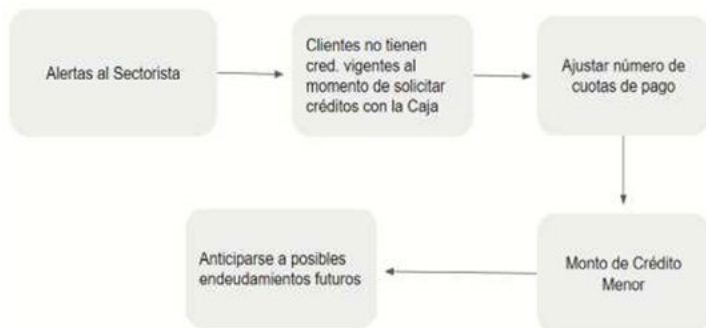 Alertas al Sectorista
Clientes no tienen
cred. vigentes al
momento de solicitar
créditos con la Caja
Ajustar número de
cuotas de pago
Monto de Crédito
Menor
Anticiparse a posibles
endeudamientos futuros